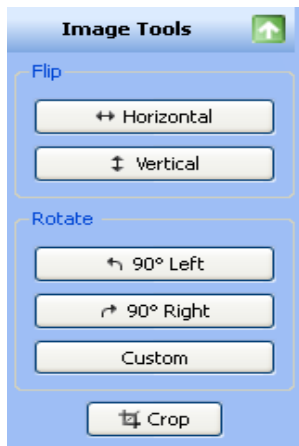 Image Tools
Flip
Horizontal
Vertical
Rotate
90° Left
90° Right
Custom
Crop